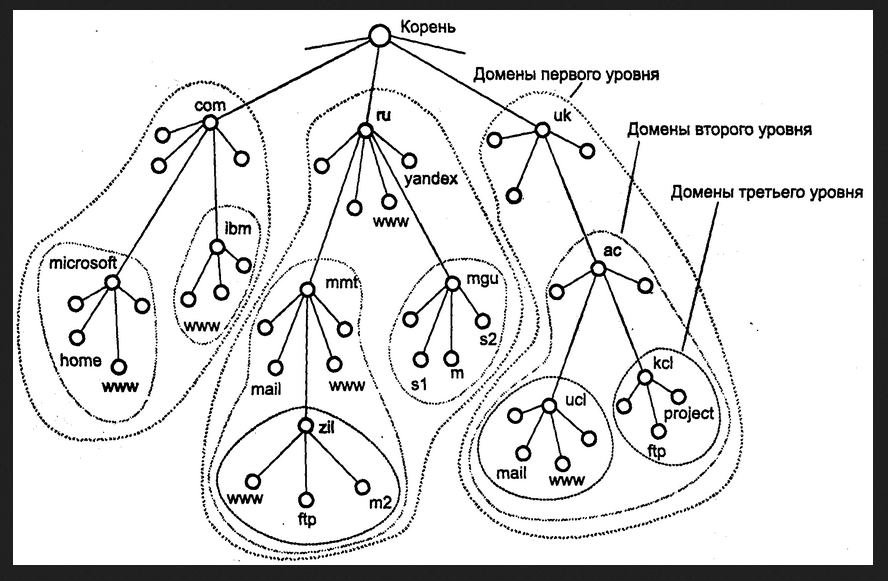 Корень
Домены первого уровня
com
ru
uk
Домены второго уровня
yandex
Домены третьего уровня
www
ibm
ac
microsoft
mmt
mgu
www
s2
home
www
mail
www
s1
m
kcl
ucl
project
zil
ftp
mail
www
www
ftp
m2